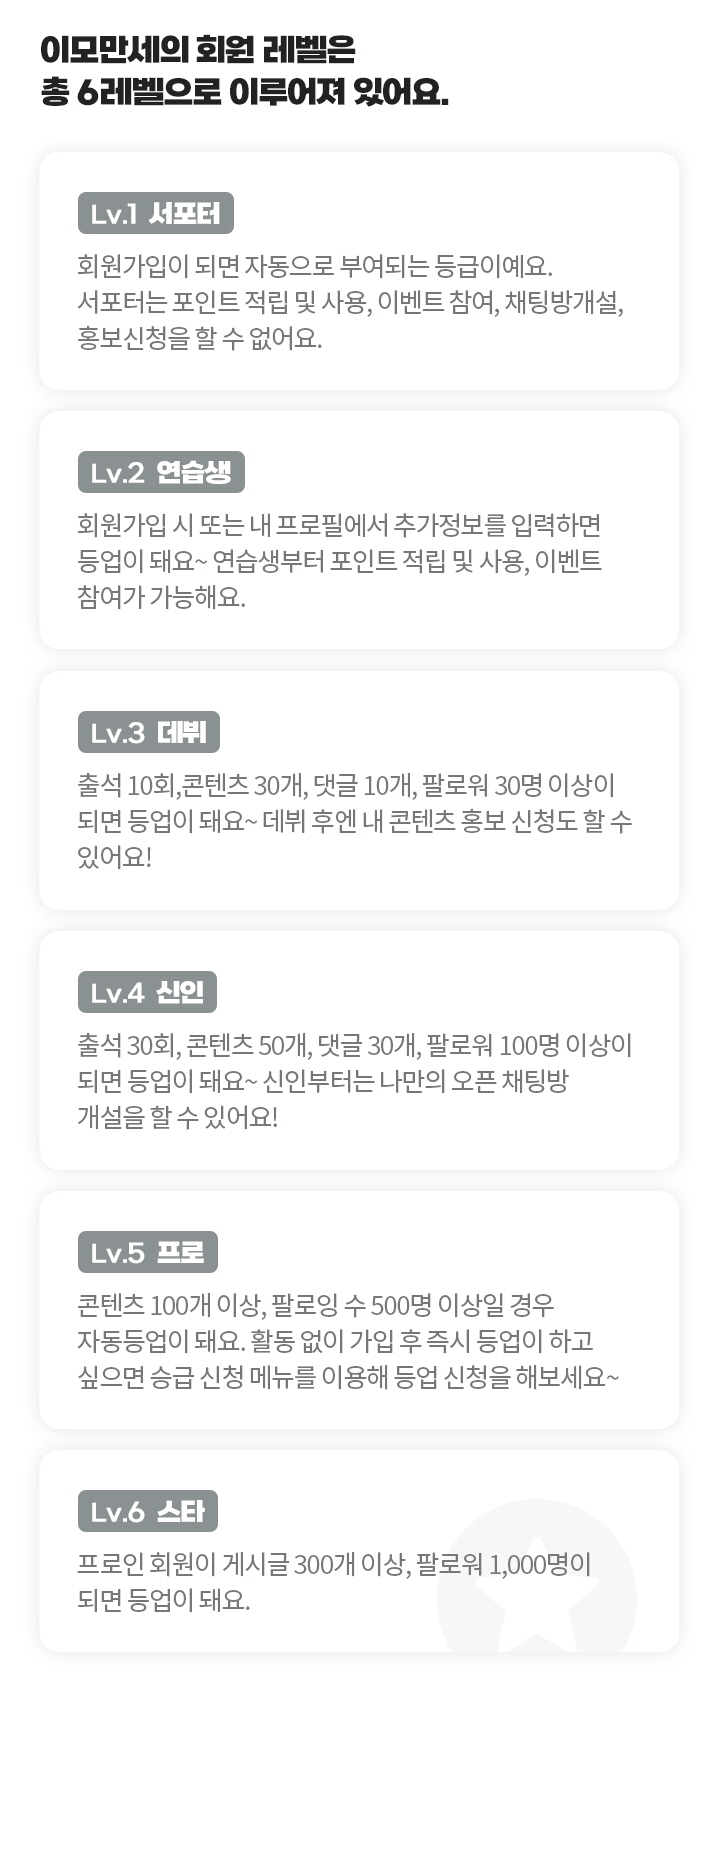 이모만세의 회원 레벨은
총 6레벨으로 이루어져 있어요.
Lv.1 서포터
회원가입이 되면 자동으로 부여되는 등급이예요.
서포터는 포인트 적립 및 사용, 이벤트 참여, 채팅방개설,
홍보신청을 할 수 없어요.
Lv.2 연습생
회원가입 시 또는 내 프로필에서 추가정보를 입력하면
등업이 돼요~ 연습생부터 포인트 적립 및 사용, 이벤트
참여가 가능해요.
Lv.3 데뷔
출석 10회,콘텐츠 30개, 댓글 10개, 팔로워 30명 이상이
되면 등업이 돼요~ 데뷔 후엔 내 콘텐츠 홍보 신청도 할 수
있어요!
Lv.4 신인
출석 30회, 콘텐츠 50개, 댓글 30개, 팔로워 100명 이상이
되면 등업이 돼요~ 신인부터는 나만의 오픈 채팅방
개설을 할 수 있어요!
Lv.5 프로
콘텐츠 100개 이상, 팔로잉 수 500명 이상일 경우
자동등업이 돼요. 활동 없이 가입 후 즉시 등업이 하고
싶으면 승급 신청 메뉴를 이용해 등업 신청을 해보세요~
Lv.6 스타
프로인 회원이 게시글 300개 이상, 팔로워 1,000명이
되면 등업이 돼요.